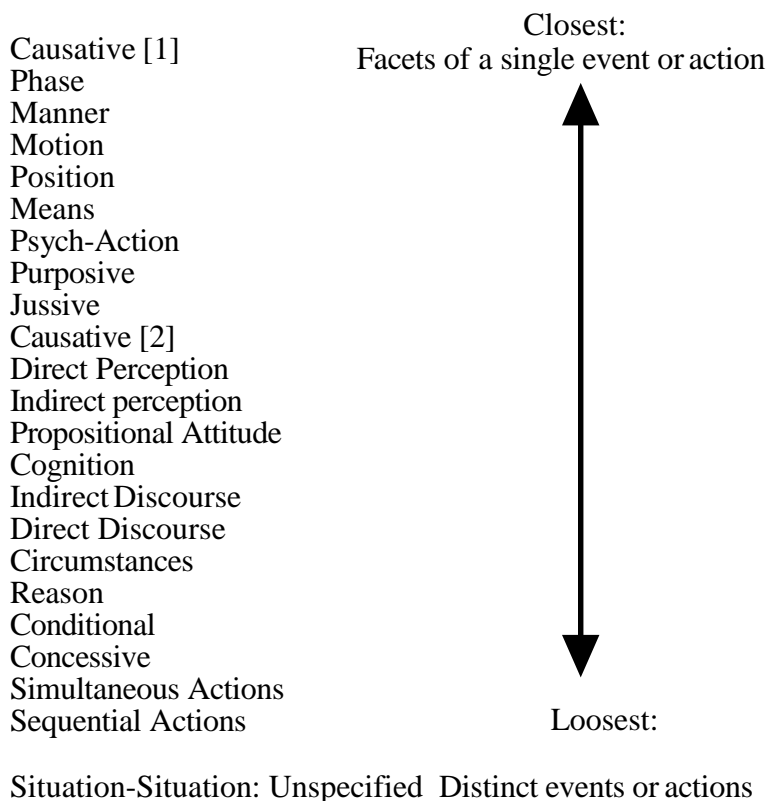 Closest:
Causative [1]
Facets of a single event or action
Phase
Manner
Motion
Position
Means
Psych-Action
Purposive
Jussive
Causative [2]
Direct Perception
Indirect perception
Propositional Attitude
Cognition
Indirect Discourse
Direct Discourse
Circumstances
Reason
Conditional
Concessive
Simultaneous Actions
Sequential Actions
Loosest:
Situation-Situation: Unspecified Distinct events or actions